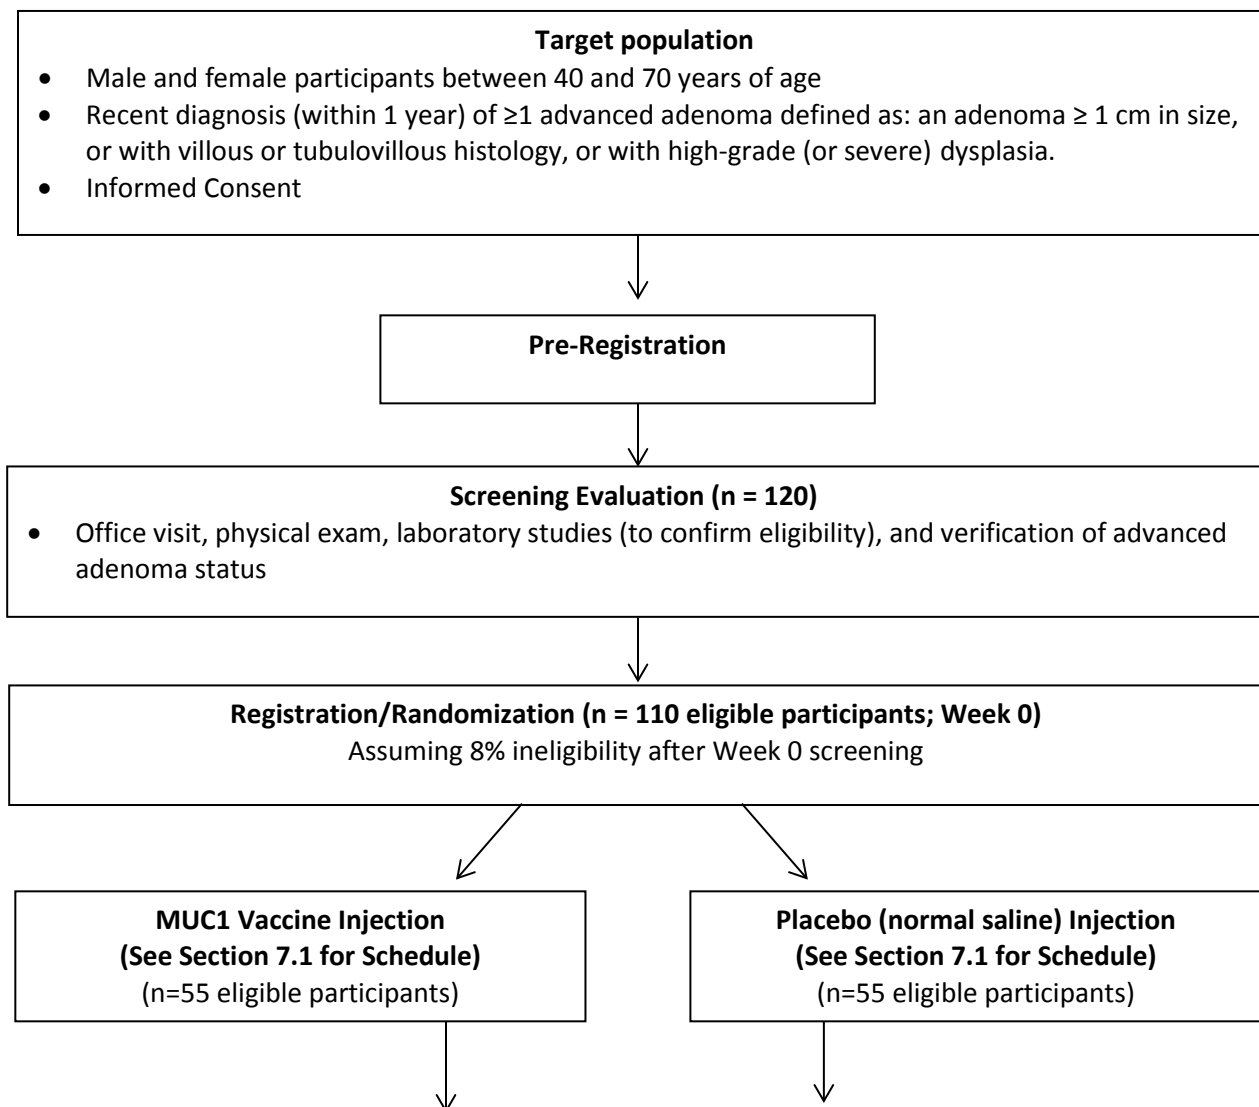 Target population
• Male and female participants between 40 and 70 years of age
• Recent diagnosis (within 1 year) of ≥1 advanced adenoma defined as: an adenoma ≥ 1 cm in size,
or with villous or tubulovillous histology, or with high-grade (or severe) dysplasia.
• Informed Consent
Pre-Registration
Screening Evaluation (n = 120)
• Office visit, physical exam, laboratory studies (to confirm eligibility), and verification of advanced
adenoma status
Registration/Randomization (n = 110 eligible participants; Week 0)
Assuming 8% ineligibility after Week 0 screening
MUC1 Vaccine Injection
(See Section 7.1 for Schedule)
(n=55 eligible participants)
Placebo (normal saline) Injection
(See Section 7.1 for Schedule)
(n=55 eligible participants)